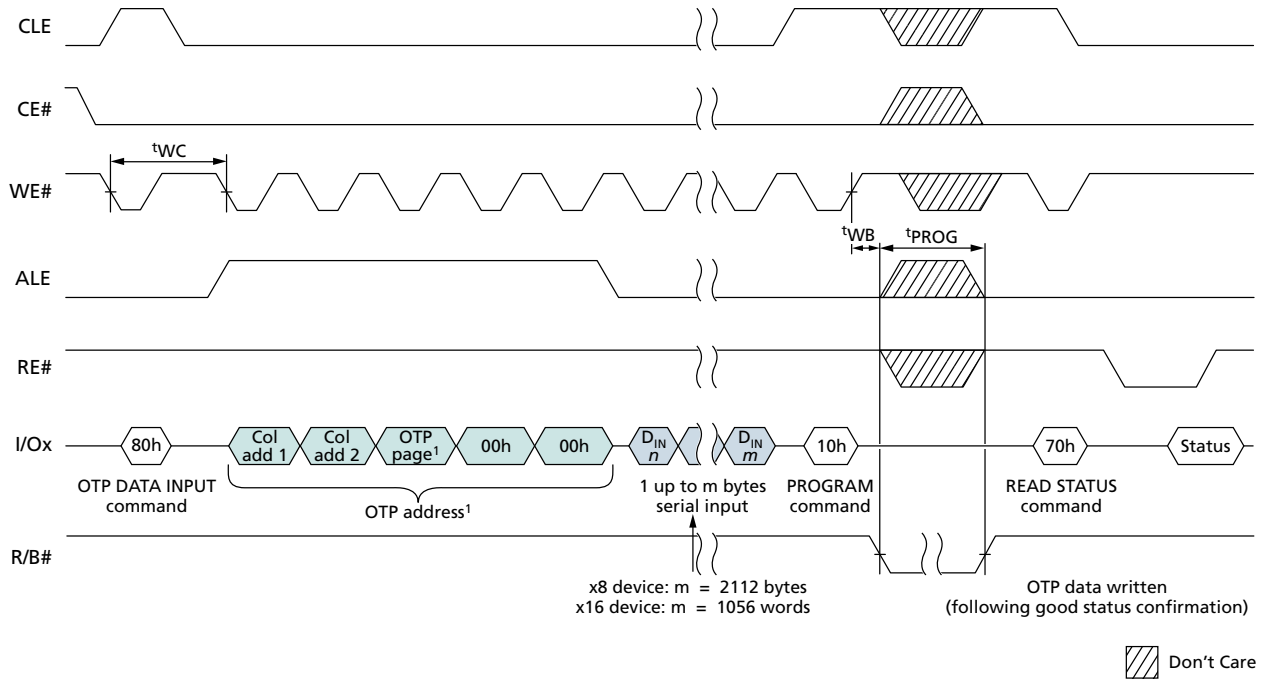 CLE
CE#
tWC
WE#
tWB
tPROG
ALE
RE#
I/Ox
80h
Col
add 1
Col
add 2
OTP
page1
00h
00h
DIN
n
DIN
m
10h
70h
Status
OTP DATA INPUT
command
OTP address1
1 up to m bytes
serial input
PROGRAM
command
READ STATUS
command
R/B#
x8 device: m = 2112 bytes
x16 device: m = 1056 words
OTP data written
(following good status confirmation)
Don't Care